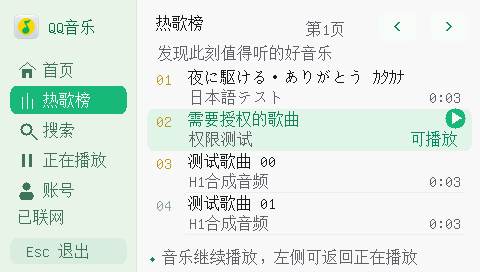 QQ音乐
首页
热歌榜
搜索
正在播放
账号
已联网
Esc 退出
热歌榜
第1页
发现此刻值得听的好音乐
01 夜に駆ける・ありがとう ｶﾀｶﾅ
日本語テスト 0:03
02 需要授权的歌曲
权限测试 可播放
03 测试歌曲 00
H1合成音频 0:03
04 测试歌曲 01
H1合成音频 0:03
音乐继续播放，左侧可返回正在播放